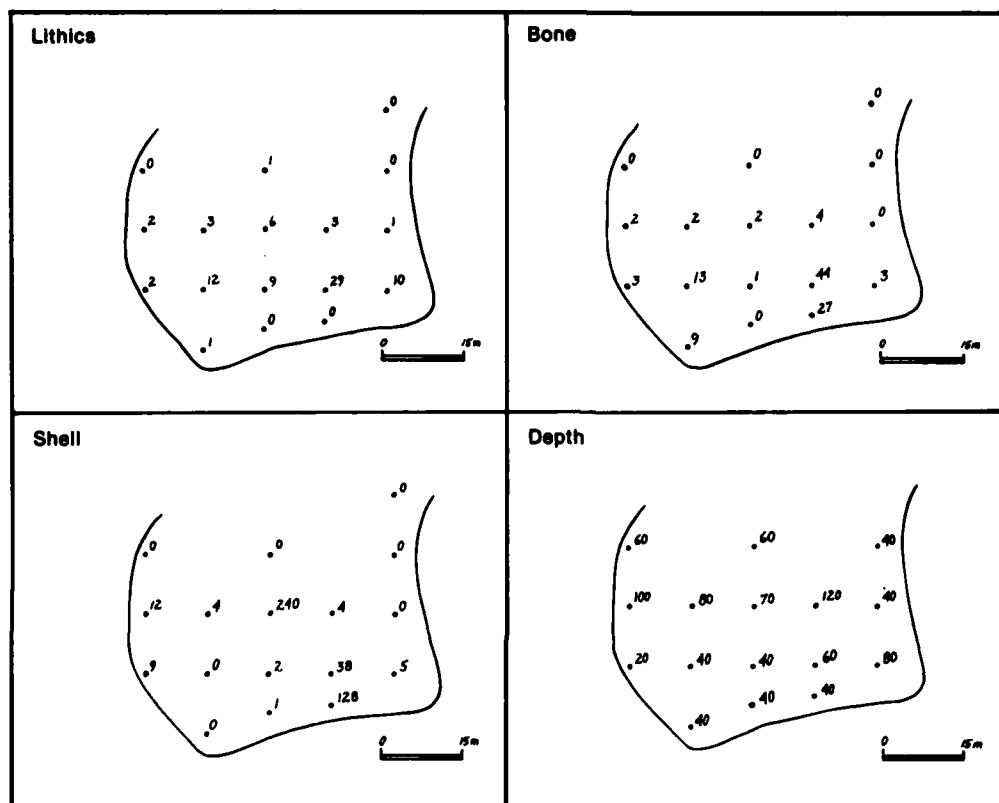 Lithics
0
0 1 0
2 3 6 3 1
2 12 9 29 10
0 0
1
0 15m
Bone
0
0 0 0
2 2 2 4 0
3 13 1 44 3
0 27
9
0 15m
Shell
0
0 0 0
12 4 240 4 0
9 0 2 38 5
1 128
0
0 15m
Depth
60 60 40
100 80 70 120 40
20 40 40 60 80
40 40
40
0 15m